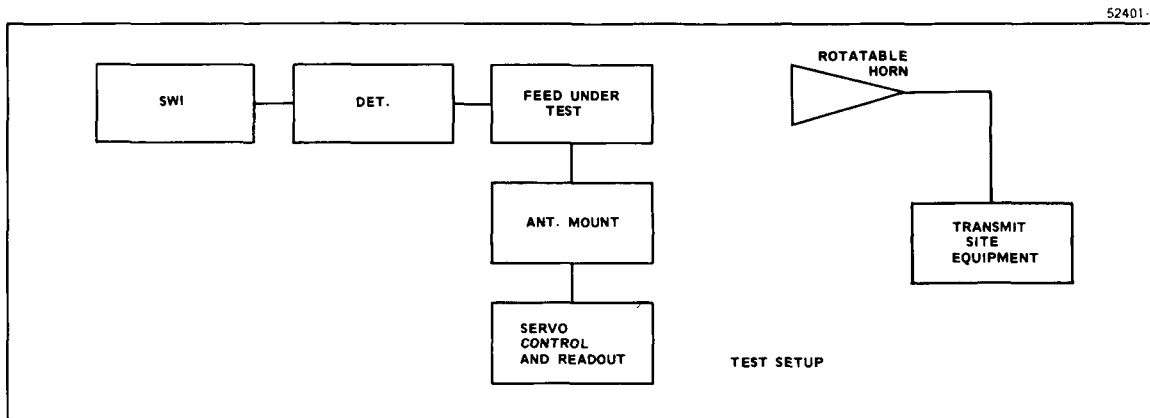 52401-
ROTATABLE
HORN
SWI
DET.
FEED UNDER
TEST
ANT. MOUNT
TRANSMIT
SITE
EQUIPMENT
SERVO
CONTROL
AND READOUT
TEST SETUP